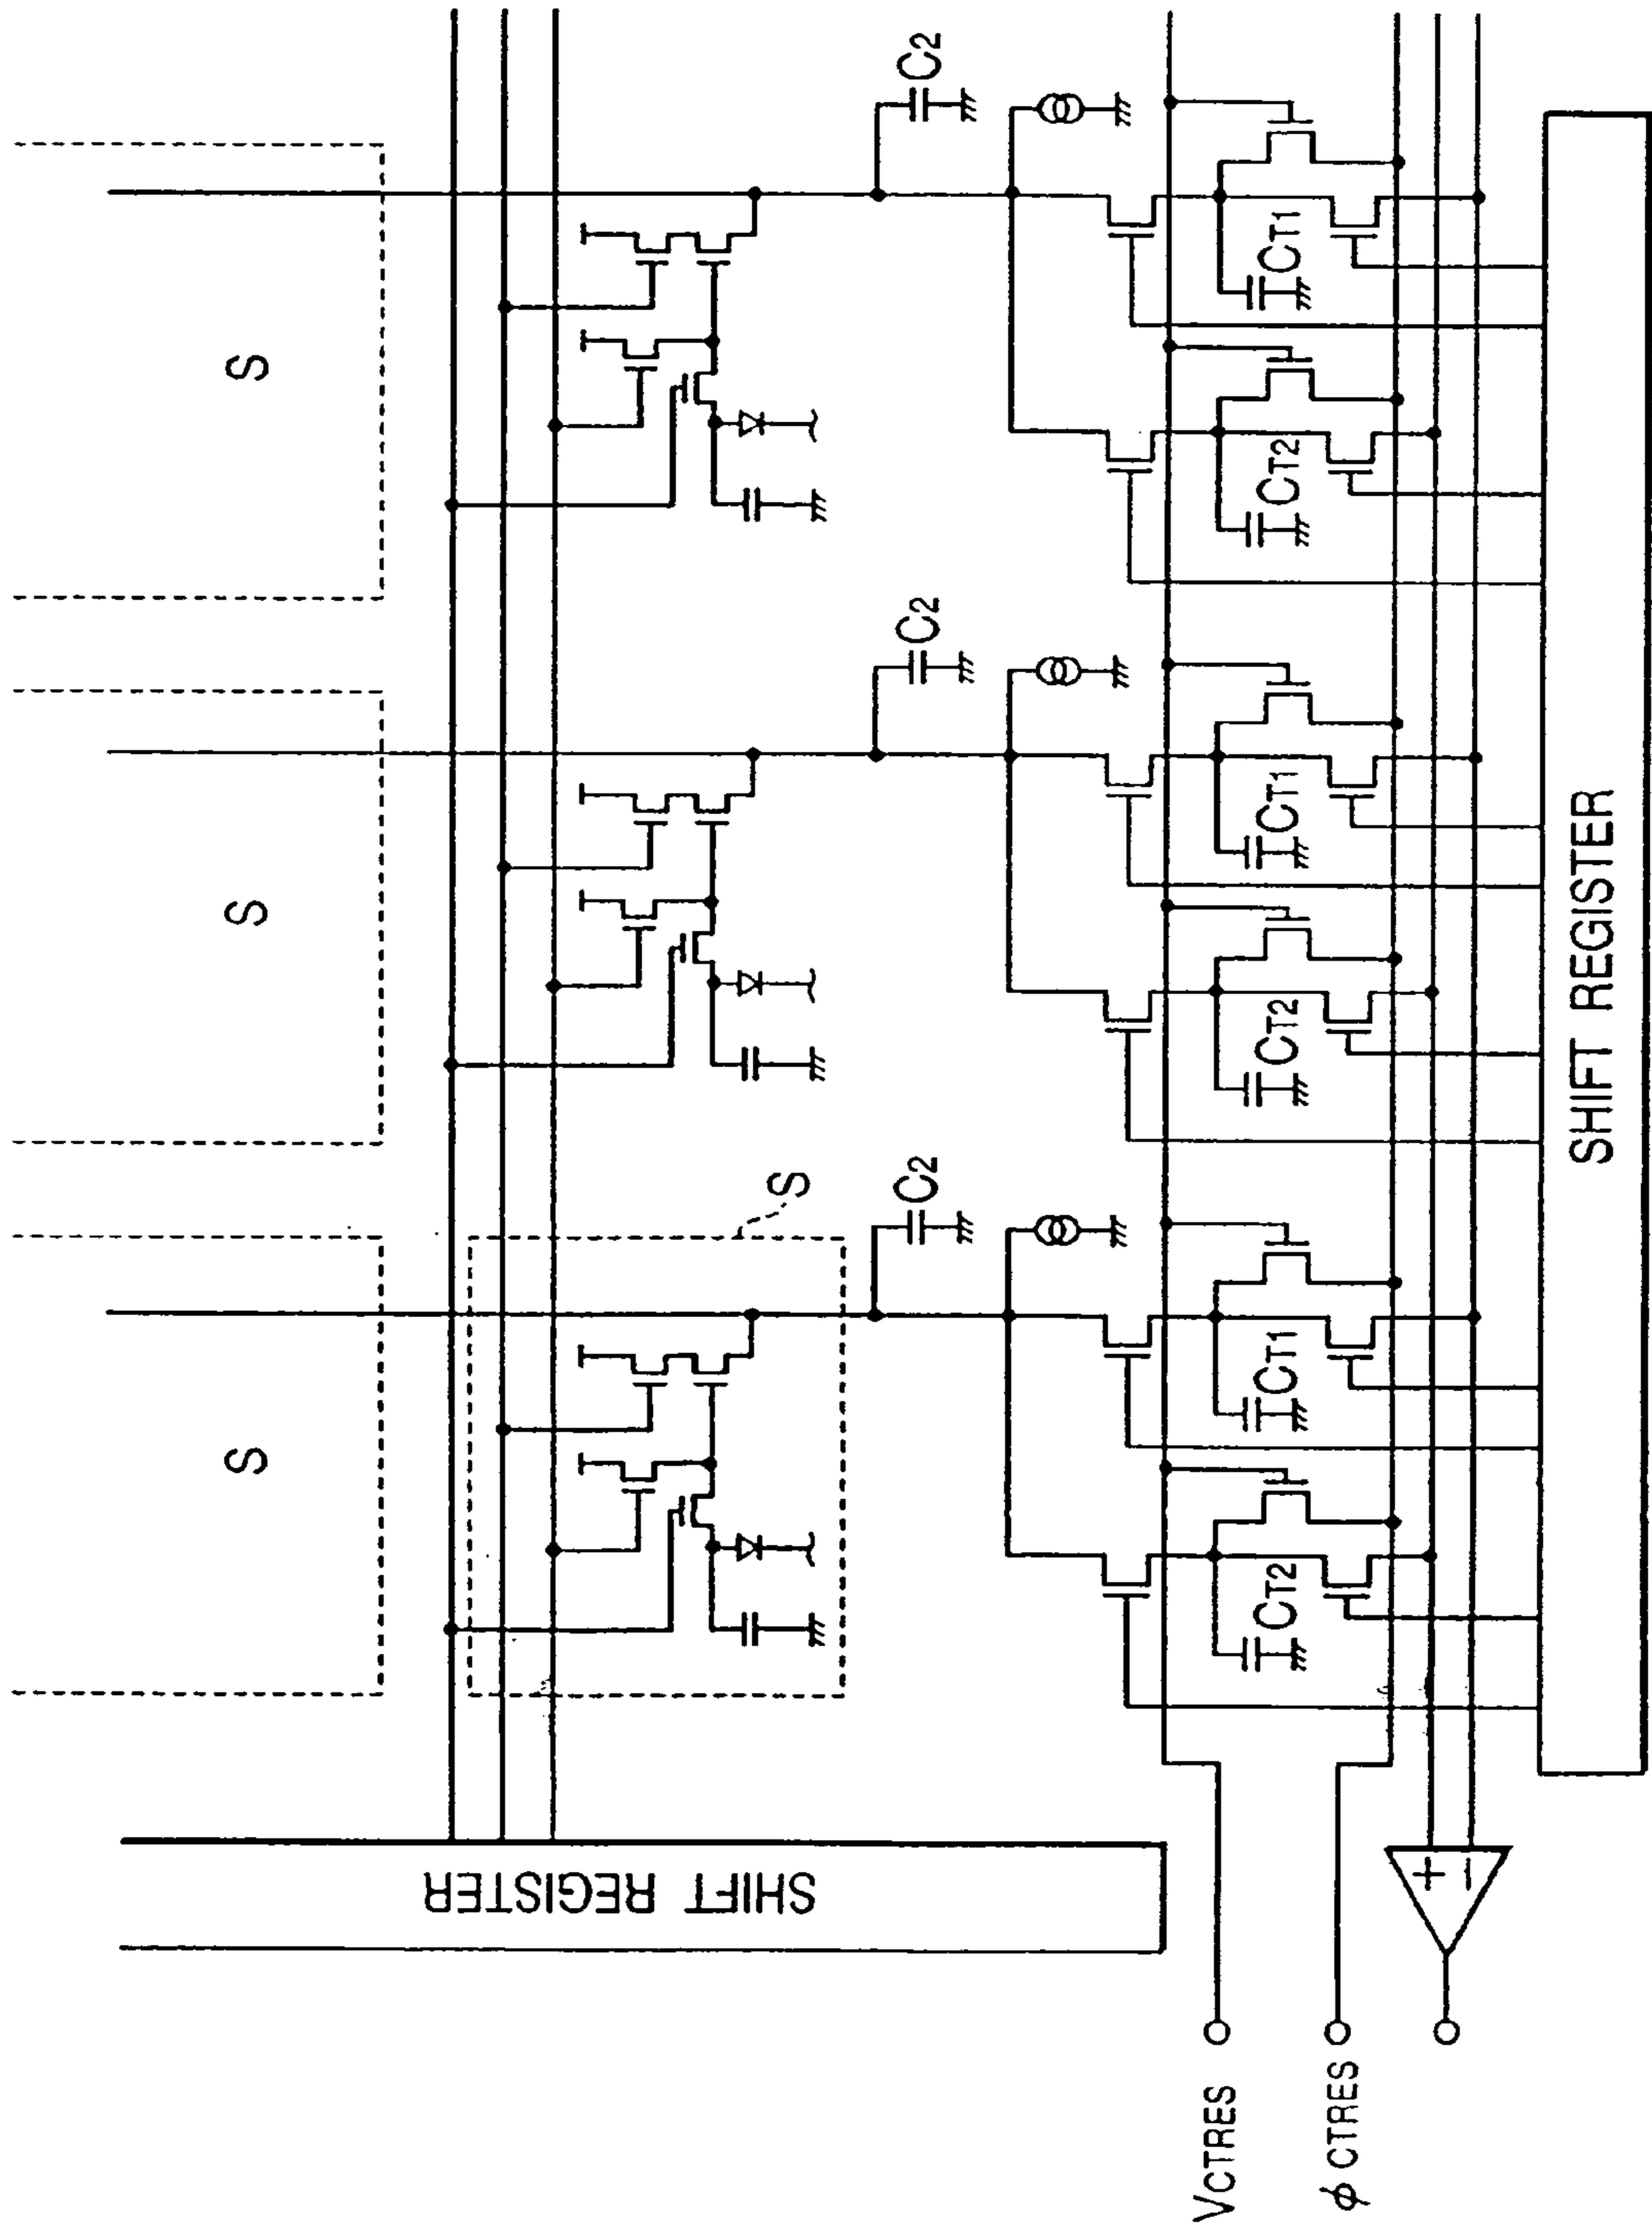 S
S
S
S
C2
C2
C2
CT2
CT1
CT2
CT1
CT2
CT1
SHIFT REGISTER
SHIFT REGISTER
VCTRES
ϕ CTRES
+
−